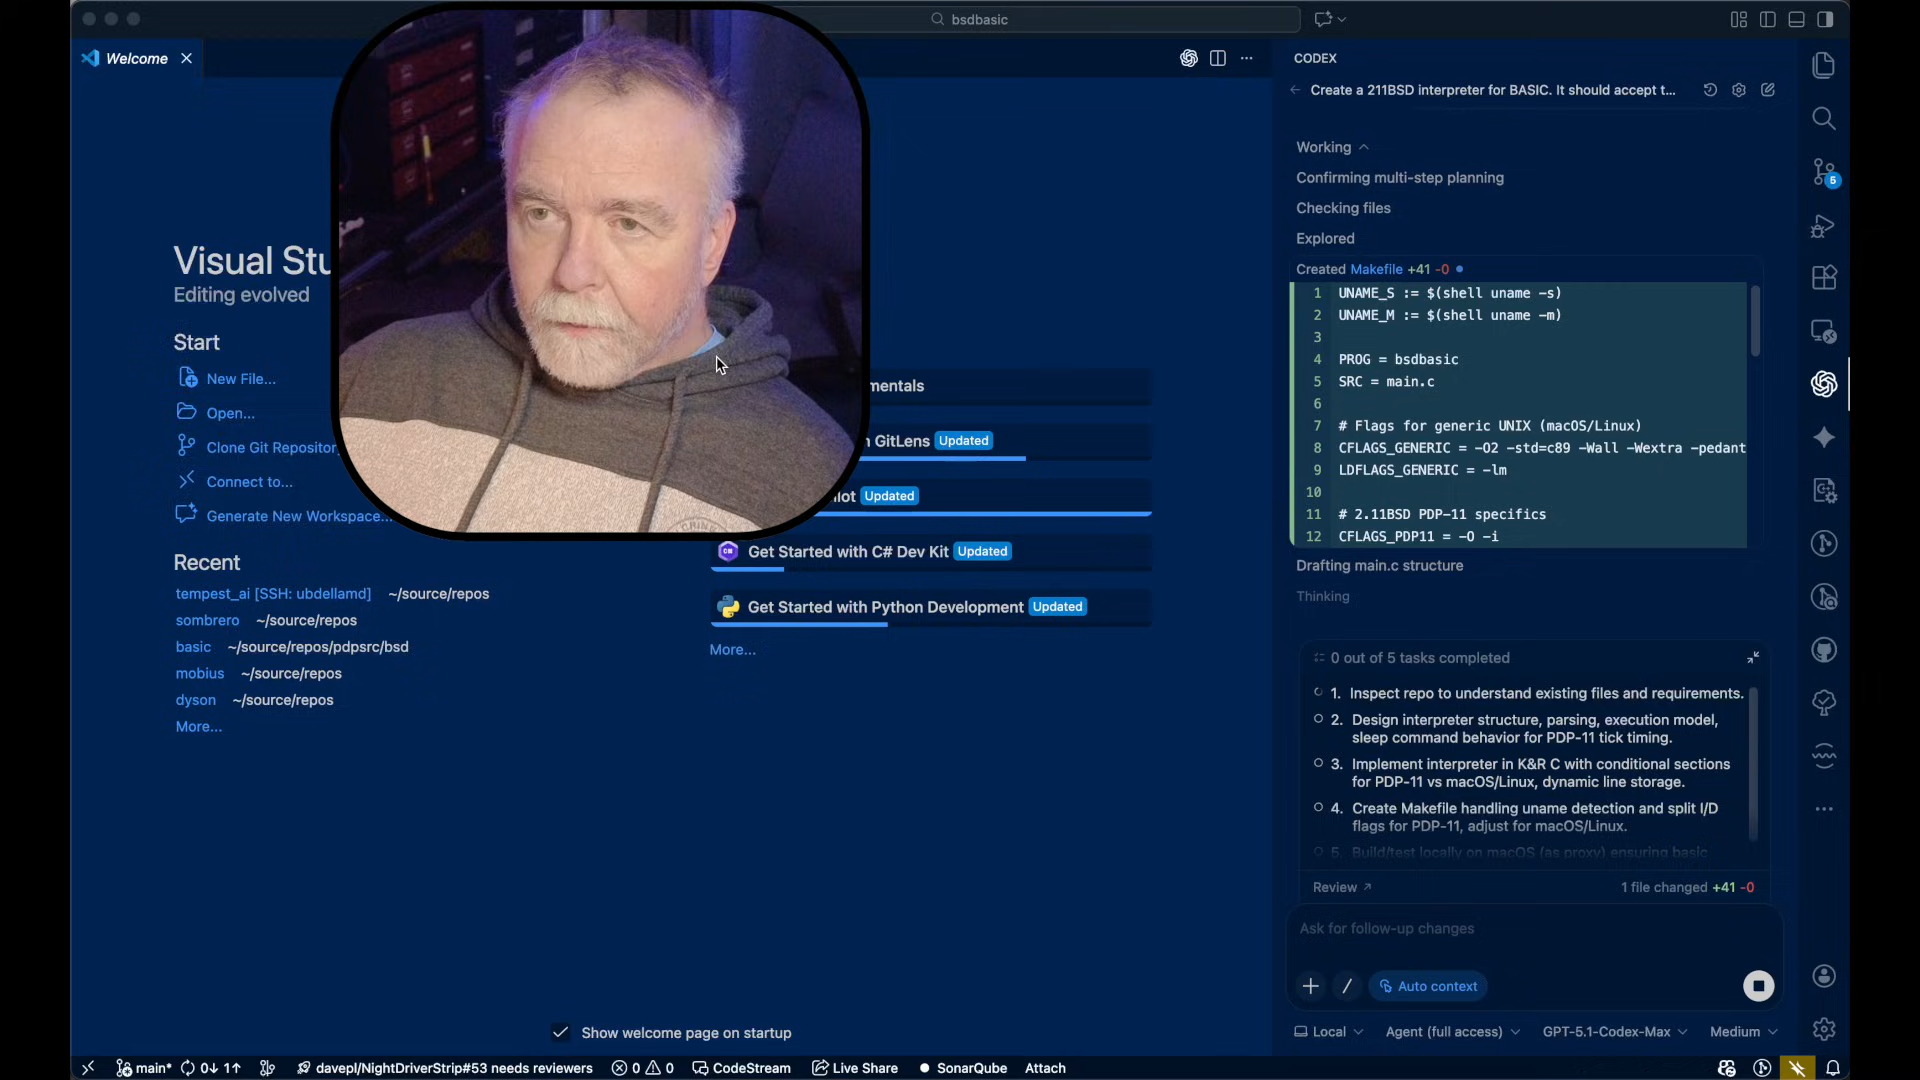 bsdbasic
Welcome
CODEX
Create a 211BSD interpreter for BASIC. It should accept t...
Working
Confirming multi-step planning
Checking files
Explored
Created Makefile +41 -0
1 UNAME_S := $(shell uname -s)
2 UNAME_M := $(shell uname -m)
3
4 PROG = bsdbasic
5 SRC = main.c
6
7 # Flags for generic UNIX (macOS/Linux)
8 CFLAGS_GENERIC = -O2 -std=c89 -Wall -Wextra -pedant
9 LDFLAGS_GENERIC = -lm
10
11 # 2.11BSD PDP-11 specifics
12 CFLAGS_PDP11 = -O -i
Drafting main.c structure
Thinking
0 out of 5 tasks completed
1. Inspect repo to understand existing files and requirements.
2. Design interpreter structure, parsing, execution model,
sleep command behavior for PDP-11 tick timing.
3. Implement interpreter in K&R C with conditional sections
for PDP-11 vs macOS/Linux, dynamic line storage.
4. Create Makefile handling uname detection and split I/D
flags for PDP-11, adjust for macOS/Linux.
5. Build/test locally on macOS (as proxy) ensuring basic
Review
1 file changed +41 -0
Ask for follow-up changes
Auto context
Local
Agent (full access)
GPT-5.1-Codex-Max
Medium
5
Visual Stu
Editing evolved
Start
New File...
Open...
Clone Git Repositor
Connect to...
Generate New Workspace...
Recent
tempest_ai [SSH: ubdellamd] ~/source/repos
sombrero ~/source/repos
basic ~/source/repos/pdpsrc/bsd
mobius ~/source/repos
dyson ~/source/repos
More...
mentals
GitLens Updated
lot Updated
Get Started with C# Dev Kit Updated
Get Started with Python Development Updated
More...
Show welcome page on startup
main* 0↓ 1↑ davepl/NightDriverStrip#53 needs reviewers 0 0 CodeStream Live Share SonarQube Attach